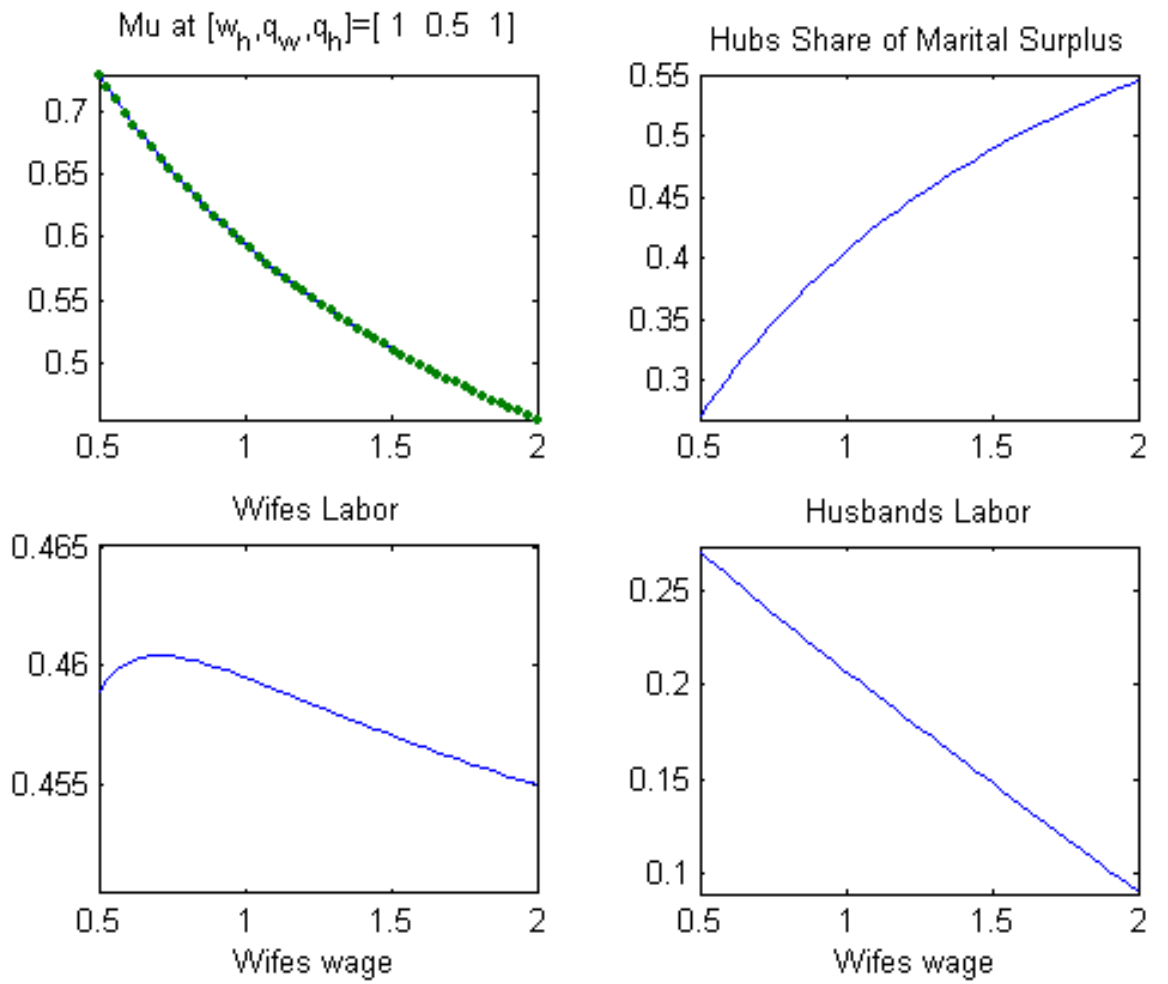 Mu at [w_h,q_w,q_h]=[ 1 0.5 1]
0.7
0.65
0.6
0.55
0.5
0.5 1 1.5 2
Hubs Share of Marital Surplus
0.55
0.5
0.45
0.4
0.35
0.3
0.5 1 1.5 2
Wifes Labor
0.465
0.46
0.455
0.5 1 1.5 2
Wifes wage
Husbands Labor
0.25
0.2
0.15
0.1
0.5 1 1.5 2
Wifes wage